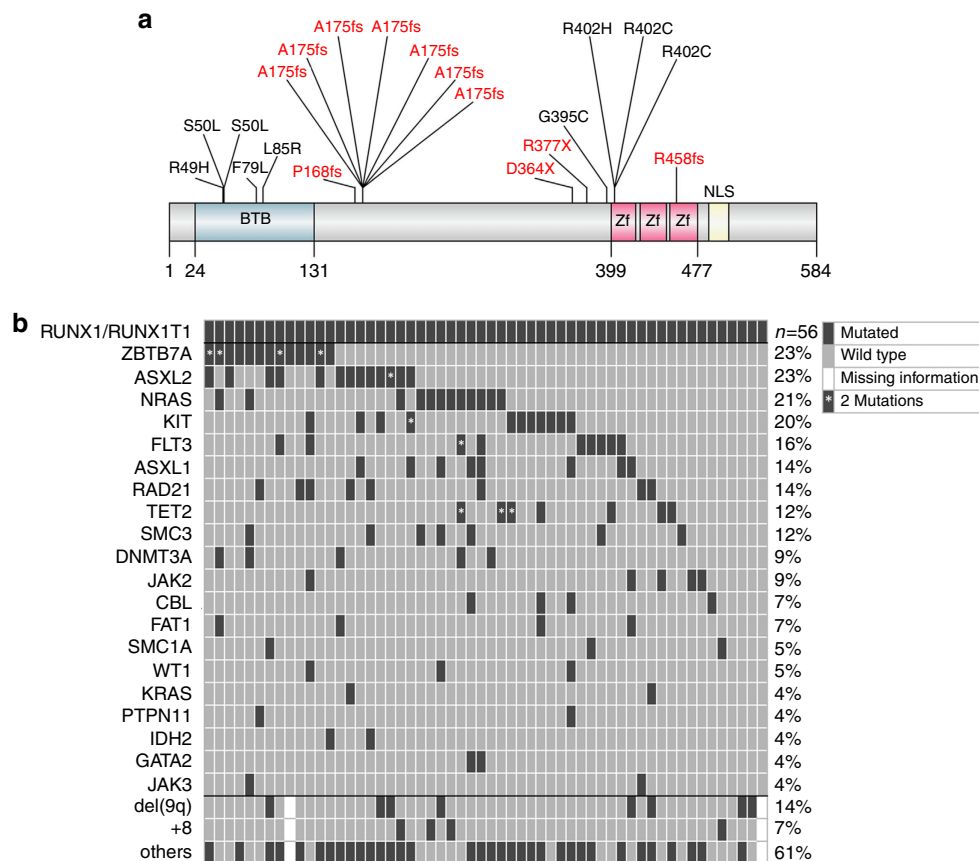 a
A175fs A175fs
A175fs A175fs
A175fs A175fs
A175fs
R402H R402C
R402C
S50L S50L
G395C
L85R
R377X
R49H F79L P168fs D364X R458fs
NLS
BTB Zf Zf Zf
1 24 131 399 477 584
b
RUNX1/RUNX1T1 n=56
ZBTB7A ** * * 23%
ASXL2 * 23%
NRAS 21%
KIT * 20%
FLT3 * 16%
ASXL1 14%
RAD21 14%
TET2 * ** 12%
SMC3 12%
DNMT3A 9%
JAK2 9%
CBL 7%
FAT1 7%
SMC1A 5%
WT1 5%
KRAS 4%
PTPN11 4%
IDH2 4%
GATA2 4%
JAK3 4%
del(9q) 14%
+8 7%
others 61%
Mutated
Wild type
Missing information
* 2 Mutations